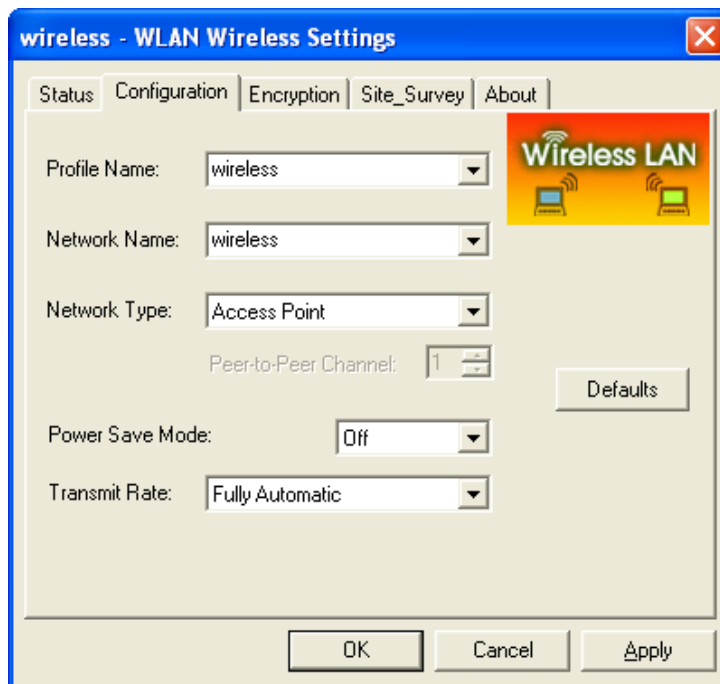 wireless - WLAN Wireless Settings
Status Configuration Encryption Site_Survey About
Wireless LAN
Profile Name: wireless
Network Name: wireless
Network Type: Access Point
Peer-to-Peer Channel: 1
Defaults
Power Save Mode: Off
Transmit Rate: Fully Automatic
OK Cancel Apply